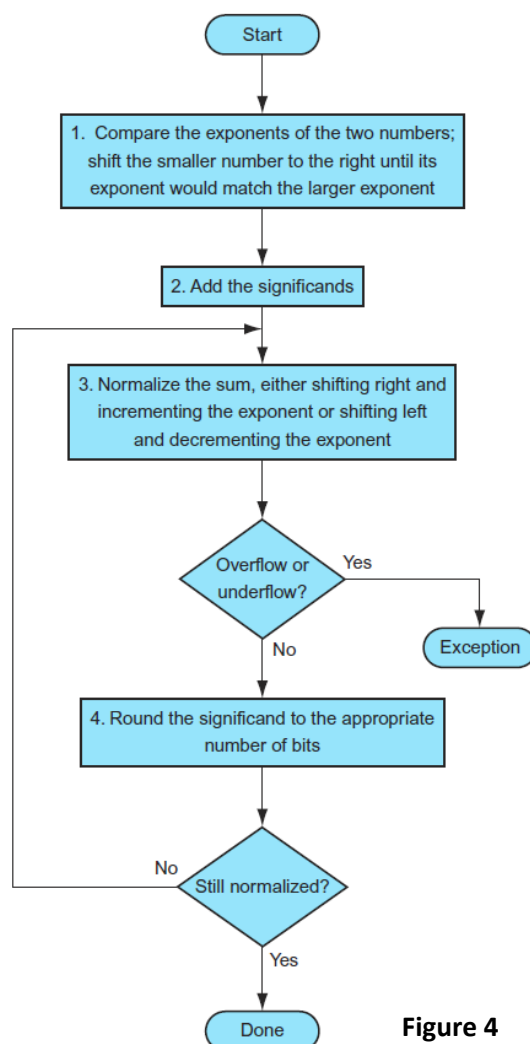 Start
1. Compare the exponents of the two numbers;
shift the smaller number to the right until its
exponent would match the larger exponent
2. Add the significands
3. Normalize the sum, either shifting right and
incrementing the exponent or shifting left
and decrementing the exponent
Overflow or
underflow?
Yes
Exception
No
4. Round the significand to the appropriate
number of bits
No
Still normalized?
Yes
Done
Figure 4